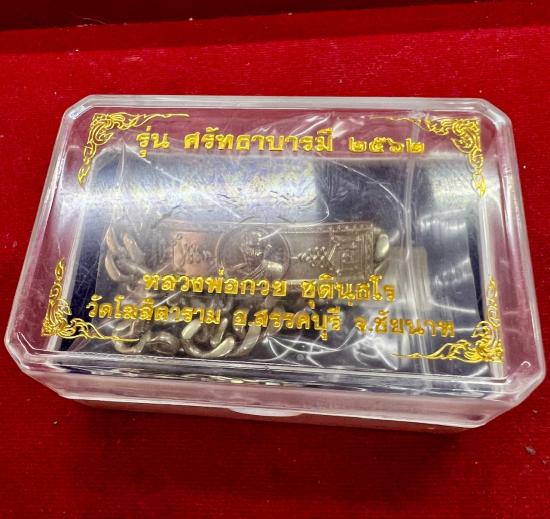 รุ่น ศรัทธาบารมี ๒๕๖๒
หลวงพ่อกวย ชุตินฺธโร
วัดโฆสิตาราม อ.สรรคบุรี จ.ชัยนาท